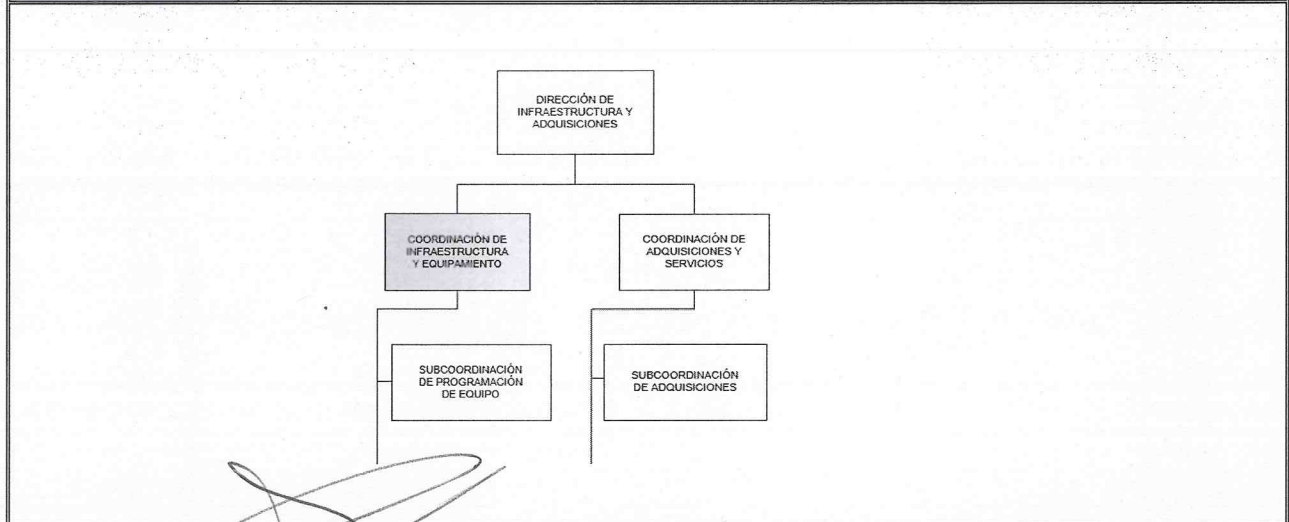 DIRECCIÓN DE
INFRAESTRUCTURA Y
ADQUISICIONES
COORDINACIÓN DE
INFRAESTRUCTURA
Y EQUIPAMIENTO
COORDINACIÓN DE
ADQUISICIONES Y
SERVICIOS
SUBCOORDINACIÓN
DE PROGRAMACIÓN
DE EQUIPO
SUBCOORDINACIÓN
DE ADQUISICIONES